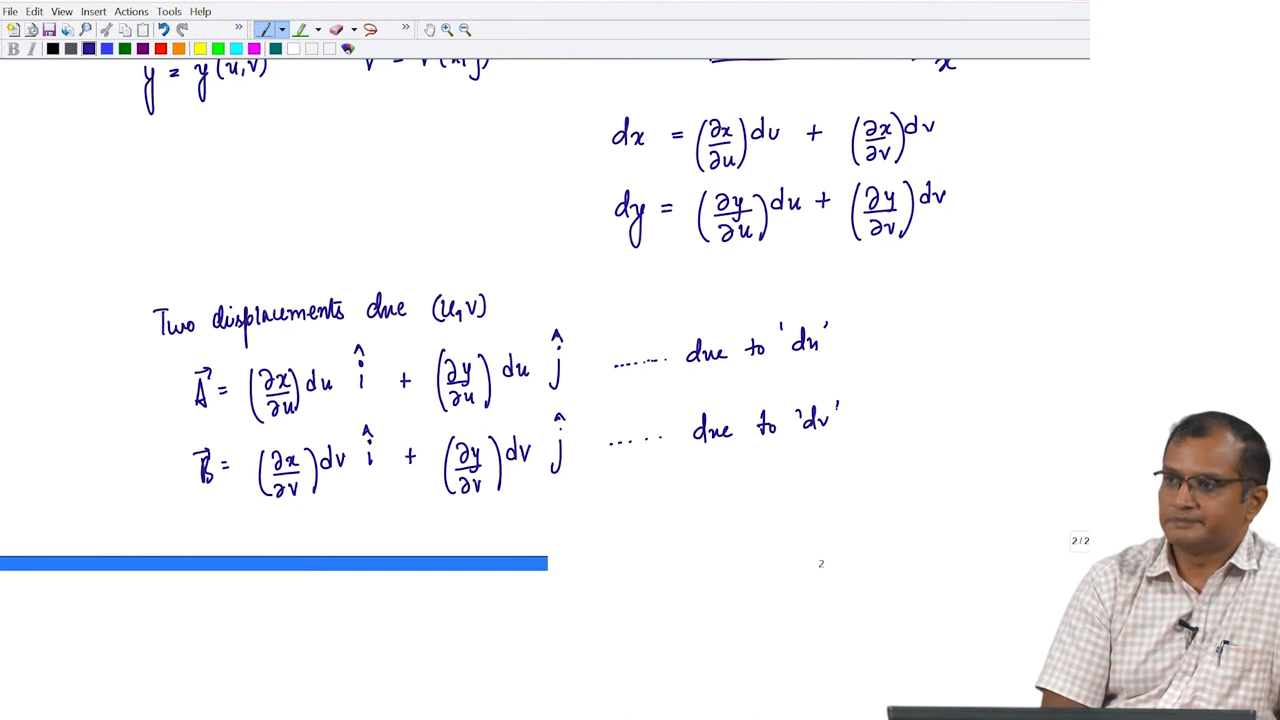 File Edit View Insert Actions Tools Help
y = y(u,v)
dx = (∂x/∂u) du + (∂x/∂v) dv
dy = (∂y/∂u) du + (∂y/∂v) dv
Two displacements due (u,v)
A⃗ = (∂x/∂u) du î + (∂y/∂u) du ĵ ........ due to 'du'
B⃗ = (∂x/∂v) dv î + (∂y/∂v) dv ĵ ...... due to 'dv'
2/2
2